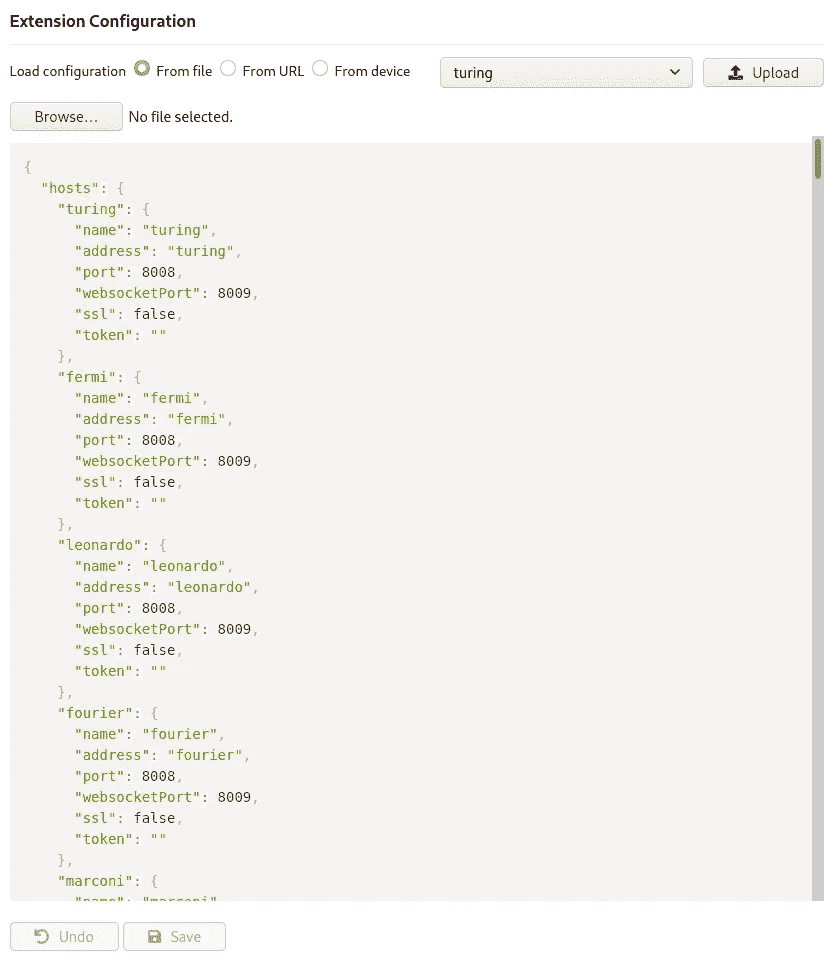 Extension Configuration
Load configuration From file From URL From device turing Upload
Browse... No file selected.
{
"hosts": {
"turing": {
"name": "turing",
"address": "turing",
"port": 8008,
"websocketPort": 8009,
"ssl": false,
"token": ""
},
"fermi": {
"name": "fermi",
"address": "fermi",
"port": 8008,
"websocketPort": 8009,
"ssl": false,
"token": ""
},
"leonardo": {
"name": "leonardo",
"address": "leonardo",
"port": 8008,
"websocketPort": 8009,
"ssl": false,
"token": ""
},
"fourier": {
"name": "fourier",
"address": "fourier",
"port": 8008,
"websocketPort": 8009,
"ssl": false,
"token": ""
},
"marconi": {
"name": "marconi"
Undo Save